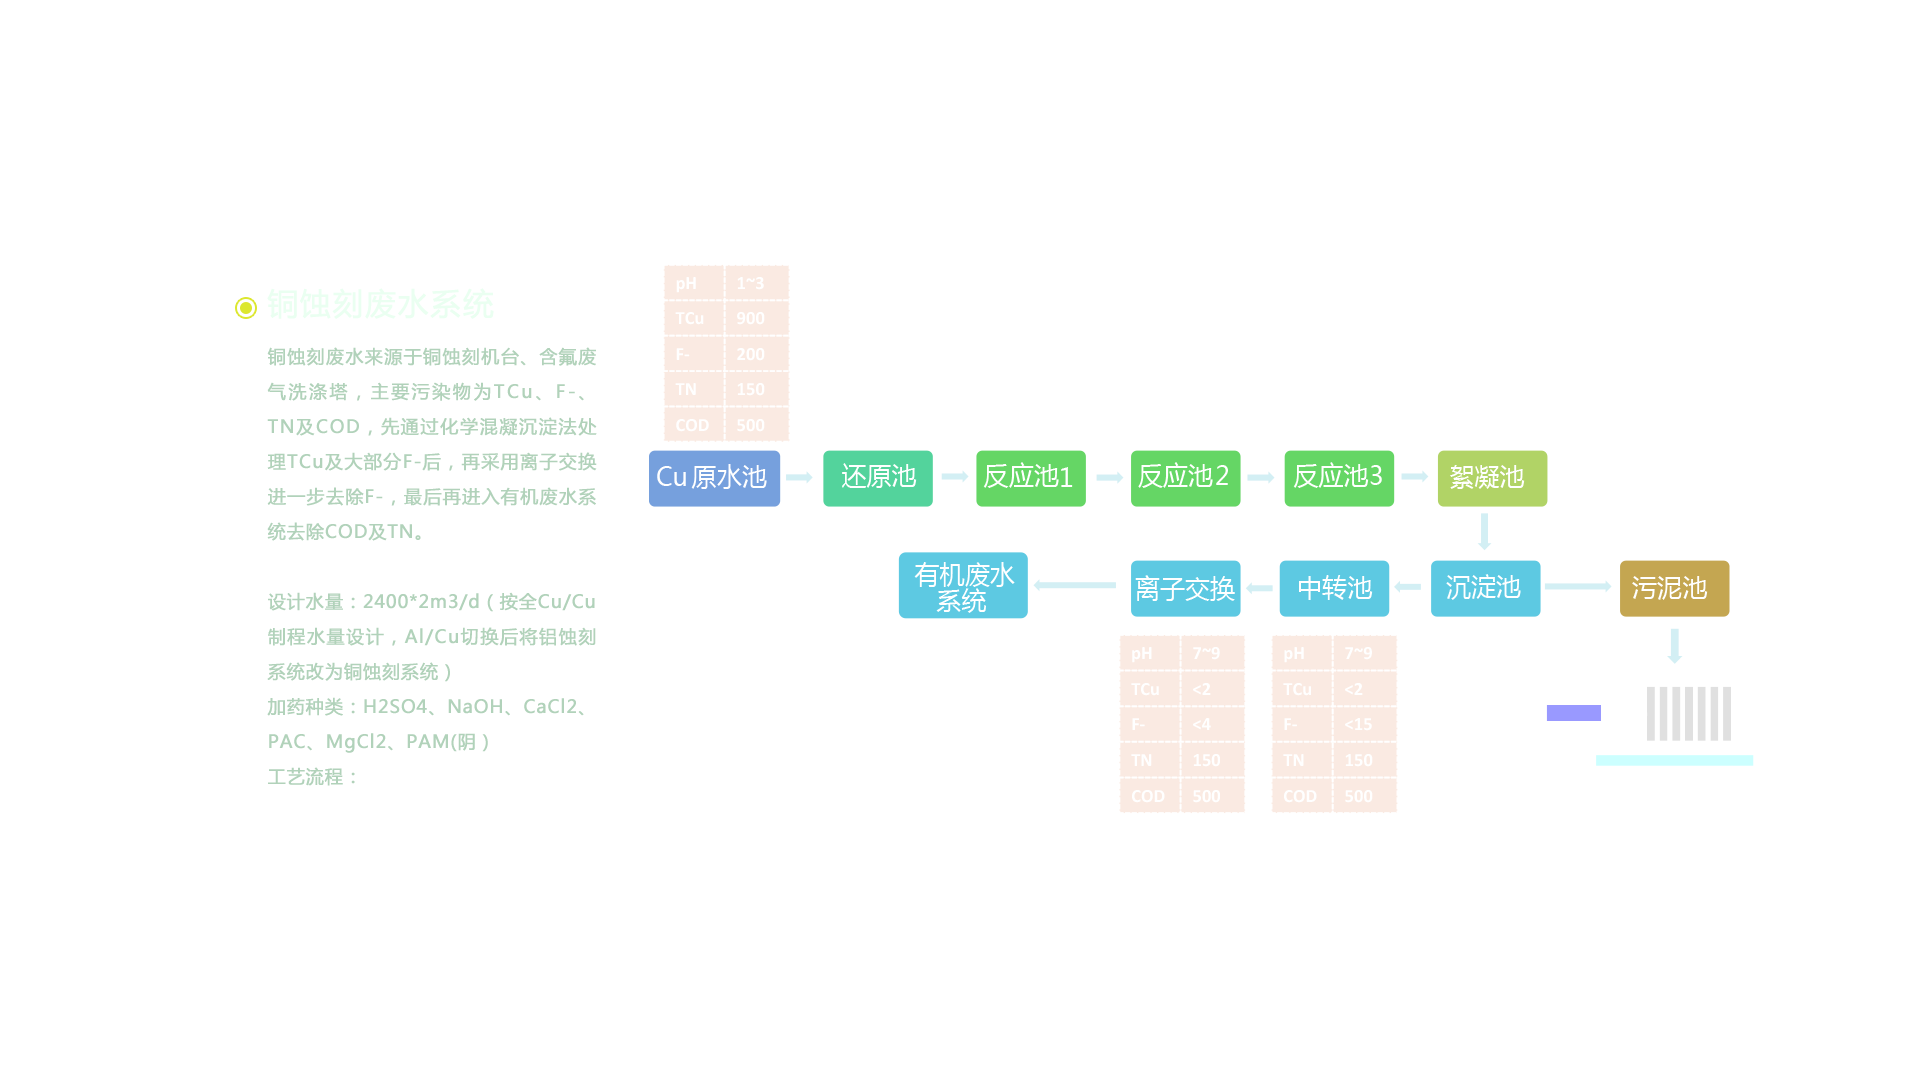 铜蚀刻废水系统
铜蚀刻废水来源于铜蚀刻机台、含氟废
气洗涤塔，主要污染物为TCu、F-、
TN及COD，先通过化学混凝沉淀法处
理TCu及大部分F-后，再采用离子交换
进一步去除F-，最后再进入有机废水系
统去除COD及TN。
设计水量：2400*2m3/d（按全Cu/Cu
制程水量设计，Al/Cu切换后将铝蚀刻
系统改为铜蚀刻系统）
加药种类：H2SO4、NaOH、CaCl2、
PAC、MgCl2、PAM(阴）
工艺流程：
pH 1~3
TCu 900
F- 200
TN 150
COD 500
Cu原水池 还原池 反应池1 反应池2 反应池3 絮凝池
有机废水
系统
离子交换 中转池 沉淀池 污泥池
pH 7~9
TCu <2
F- <4
TN 150
COD 500
pH 7~9
TCu <2
F- <15
TN 150
COD 500